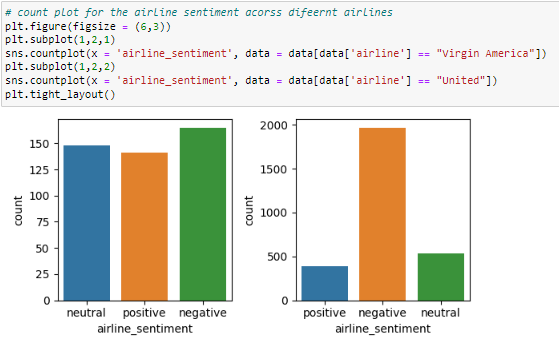 # count plot for the airline sentiment acorss difeernt airlines
plt.figure(figsize = (6,3))
plt.subplot(1,2,1)
sns.countplot(x = 'airline_sentiment', data = data[data['airline'] == "Virgin America"])
plt.subplot(1,2,2)
sns.countplot(x = 'airline_sentiment', data = data[data['airline'] == "United"])
plt.tight_layout()
150
125
100
75
50
25
0
count
neutral positive negative
airline_sentiment
2000
1500
1000
500
0
count
positive negative neutral
airline_sentiment